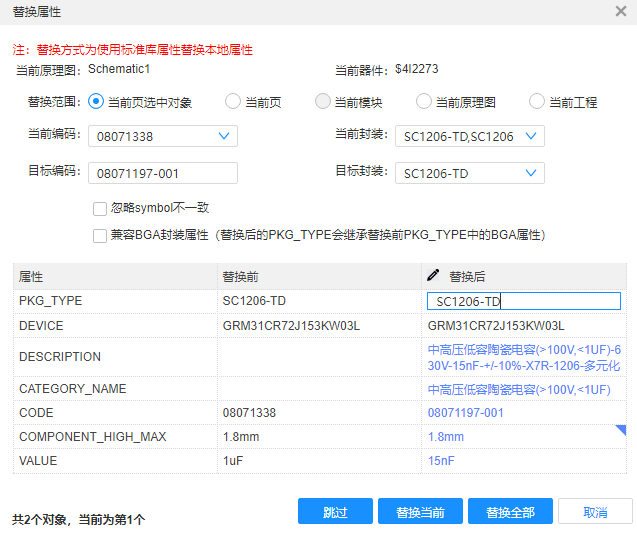 替换属性
注：替换方式为使用标准库属性替换本地属性
当前原理图： Schematic1 当前器件： $4I2273
替换范围： 当前页选中对象 当前页 当前模块 当前原理图 当前工程
当前编码： 08071338 当前封装： SC1206-TD,SC1206
目标编码： 08071197-001 目标封装： SC1206-TD
忽略symbol不一致
兼容BGA封装属性（替换后的PKG_TYPE会继承替换前PKG_TYPE中的BGA属性）
属性 替换前 替换后
PKG_TYPE SC1206-TD SC1206-TD
DEVICE GRM31CR72J153KW03L GRM31CR72J153KW03L
DESCRIPTION 中高压低容陶瓷电容(>100V,<1UF)-6
30V-15nF-+/-10%-X7R-1206-多元化
CATEGORY_NAME 中高压低容陶瓷电容(>100V,<1UF)
CODE 08071338 08071197-001
COMPONENT_HIGH_MAX 1.8mm 1.8mm
VALUE 1uF 15nF
共2个对象，当前为第1个 跳过 替换当前 替换全部 取消